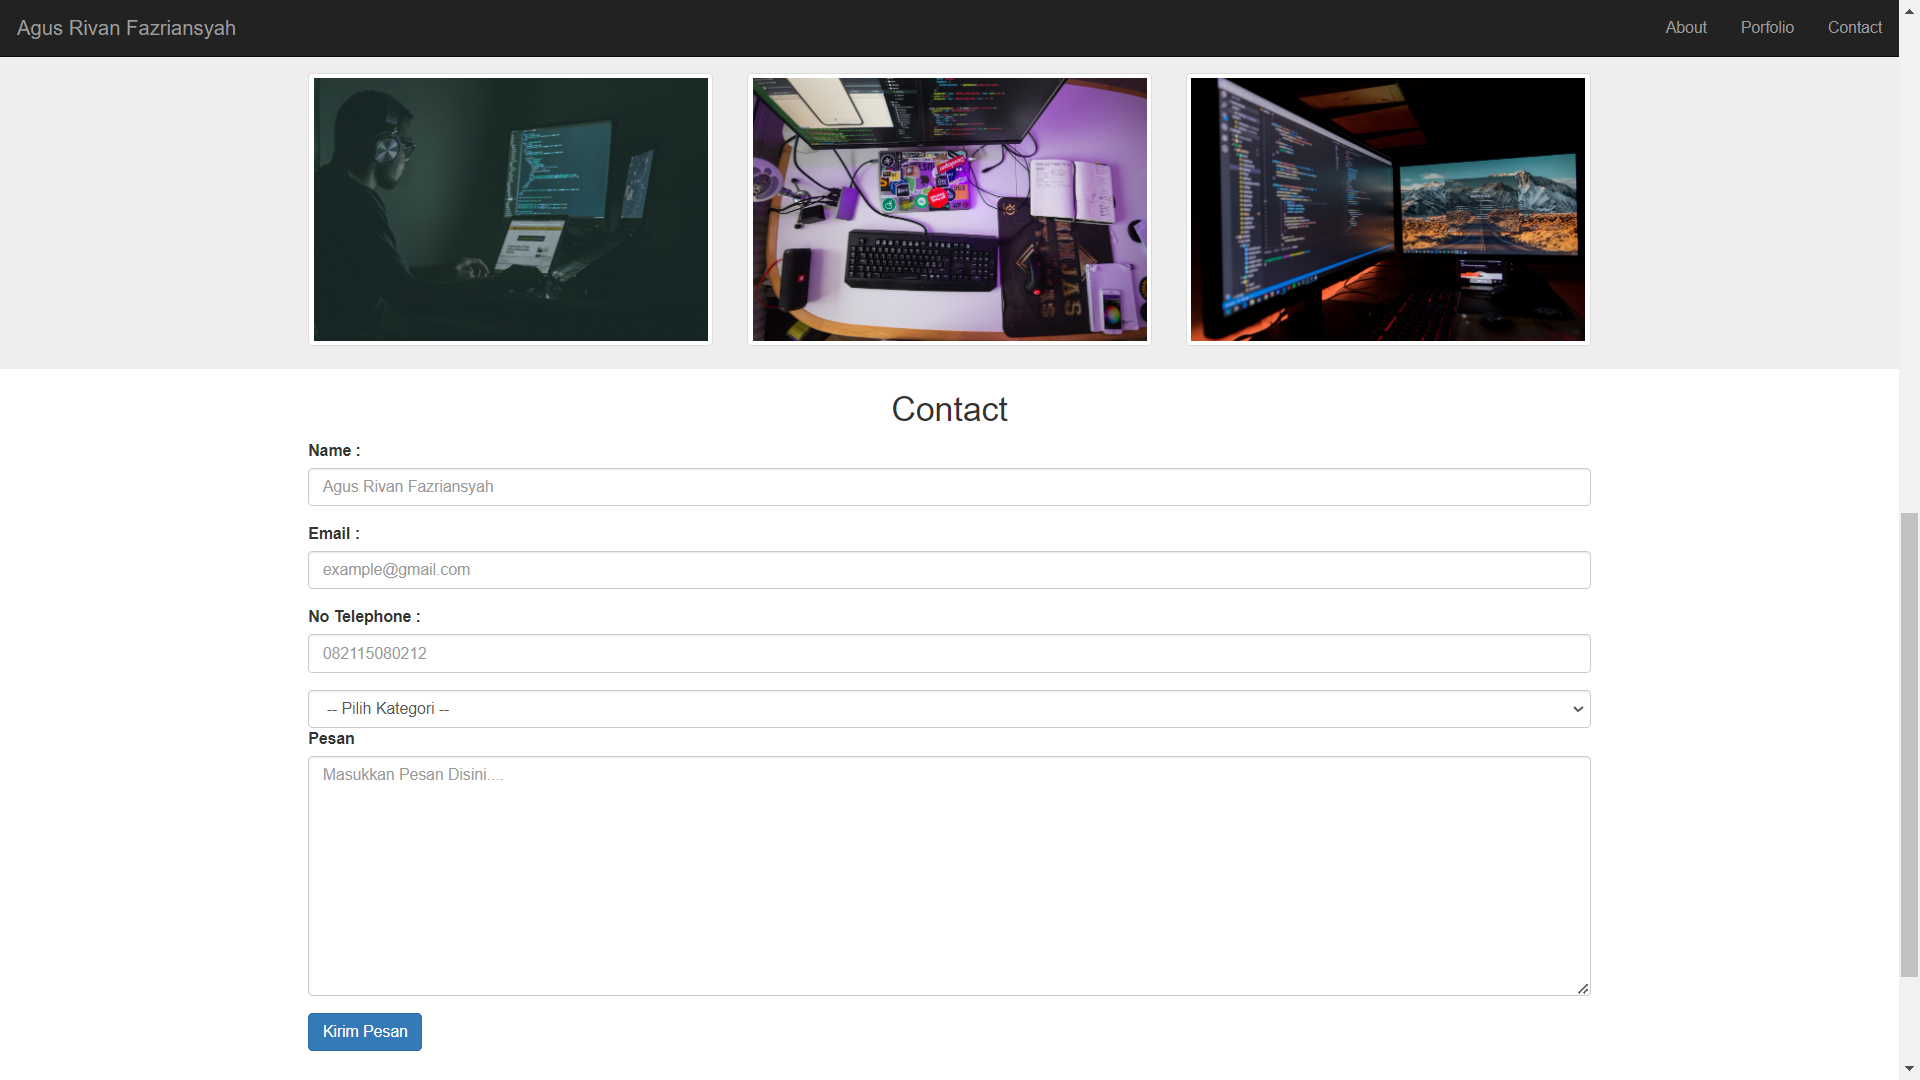 Agus Rivan Fazriansyah
About
Porfolio
Contact
Contact
Name :
Agus Rivan Fazriansyah
Email :
example@gmail.com
No Telephone :
082115080212
-- Pilih Kategori --
Pesan
Masukkan Pesan Disini....
Kirim Pesan